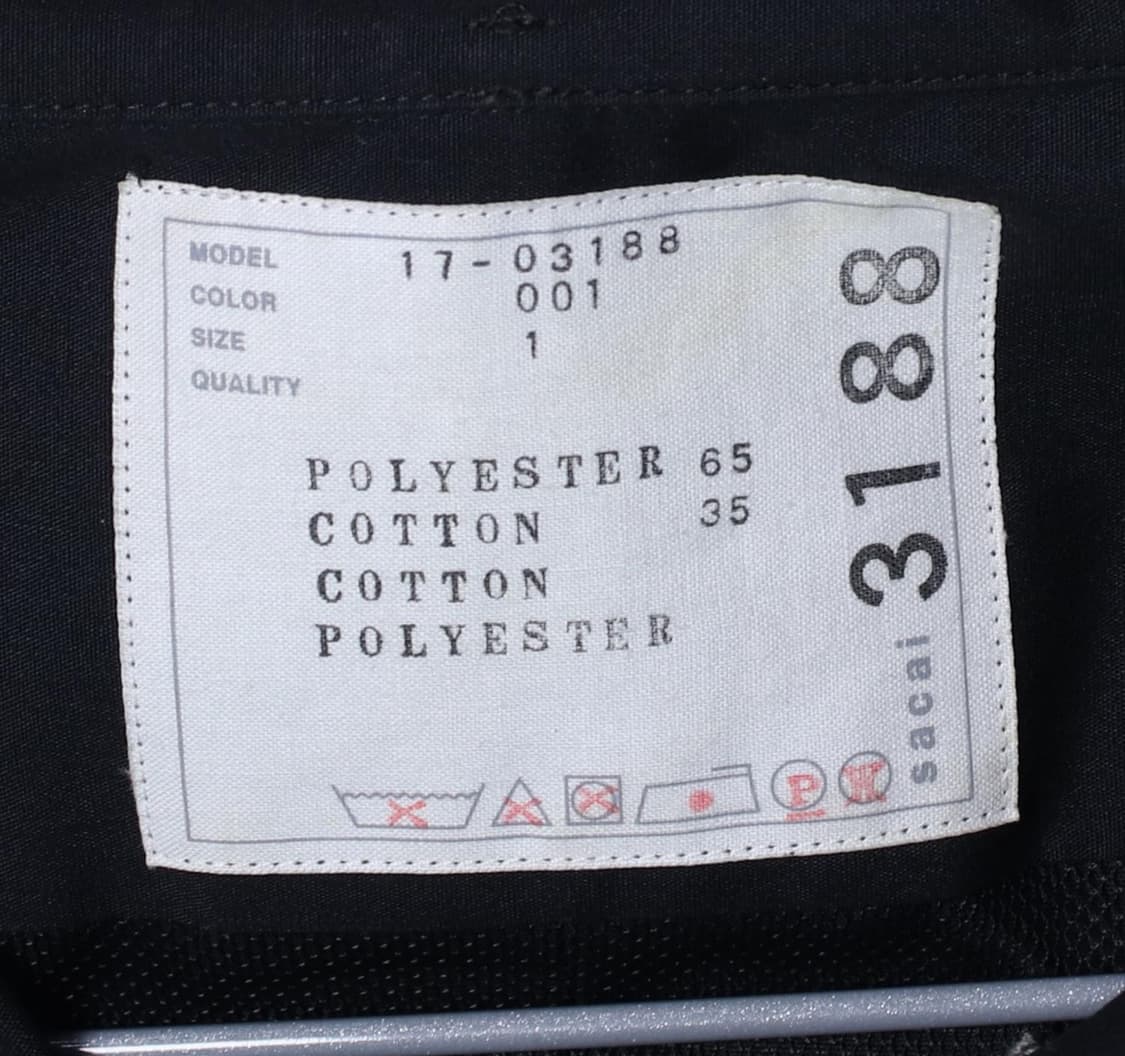 MODEL 17-03188
COLOR 001
SIZE 1
QUALITY
POLYESTER 65
COTTON 35
COTTON
POLYESTER
P
W
sacai 3188